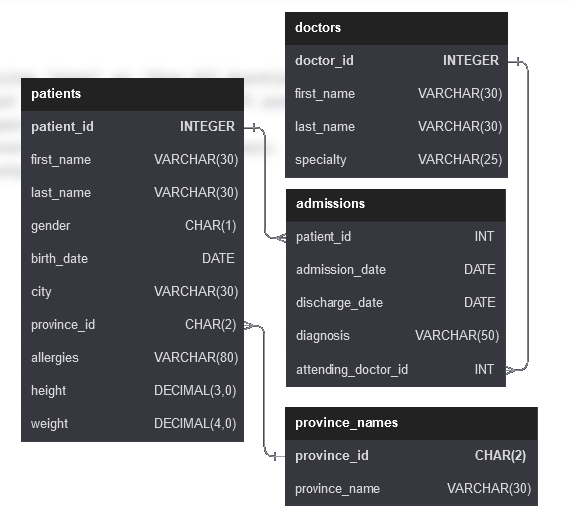 patients
patient_id INTEGER
first_name VARCHAR(30)
last_name VARCHAR(30)
gender CHAR(1)
birth_date DATE
city VARCHAR(30)
province_id CHAR(2)
allergies VARCHAR(80)
height DECIMAL(3,0)
weight DECIMAL(4,0)
doctors
doctor_id INTEGER
first_name VARCHAR(30)
last_name VARCHAR(30)
specialty VARCHAR(25)
admissions
patient_id INT
admission_date DATE
discharge_date DATE
diagnosis VARCHAR(50)
attending_doctor_id INT
province_names
province_id CHAR(2)
province_name VARCHAR(30)